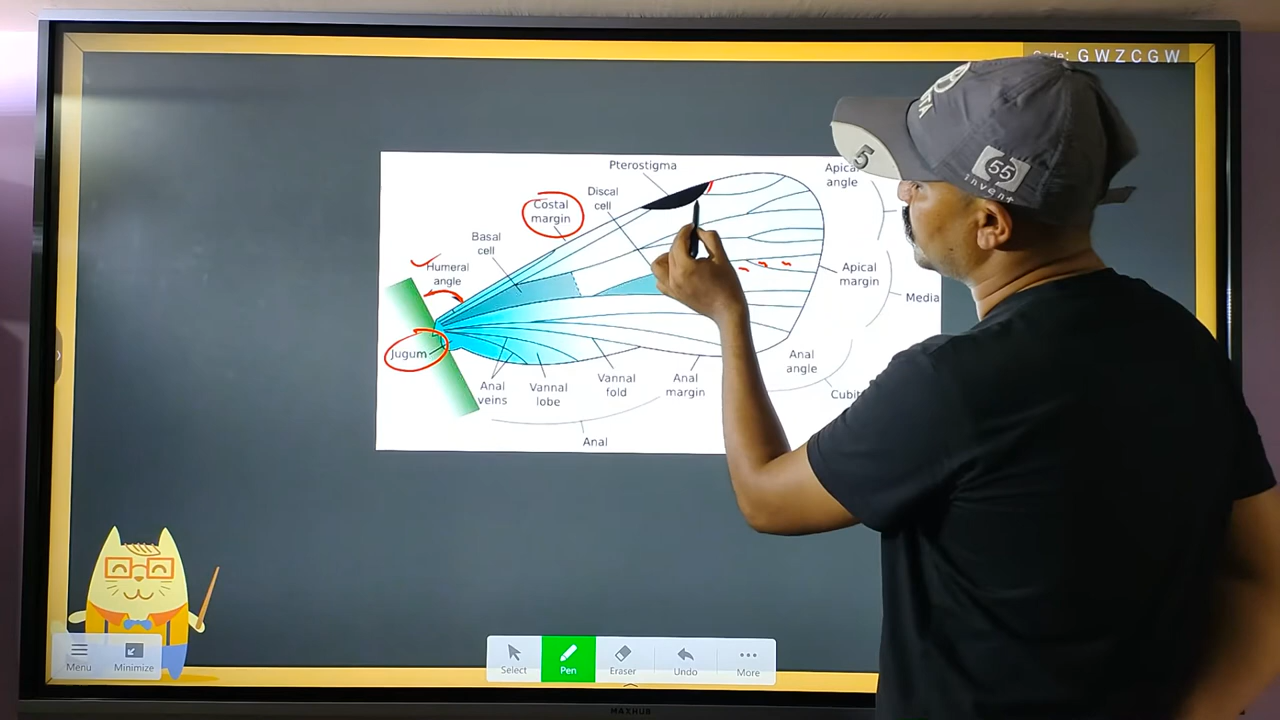 Code: GWZCGW
Pterostigma
Apical
angle
Discal
cell
Costal
margin
Basal
cell
Humeral
angle
Apical
margin
Media
Jugum
Anal
angle
Anal
veins
Vannal
lobe
Vannal
fold
Anal
margin
Anal
5
55
invent
Menu
Minimize
Select
Pen
Eraser
Undo
More
MAXHUB